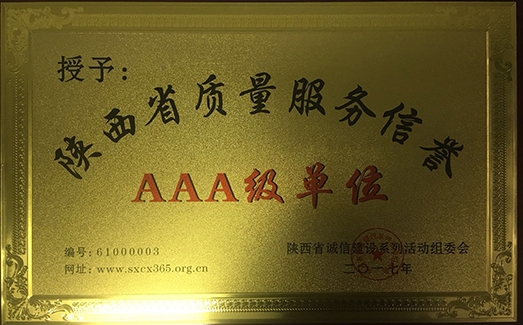 授予：
陕西省质量服务信誉
AAA级单位
编号：61000003
陕西省诚信建设系列活动组委会
网址：www.sxcx365.org.cn
二〇一七年